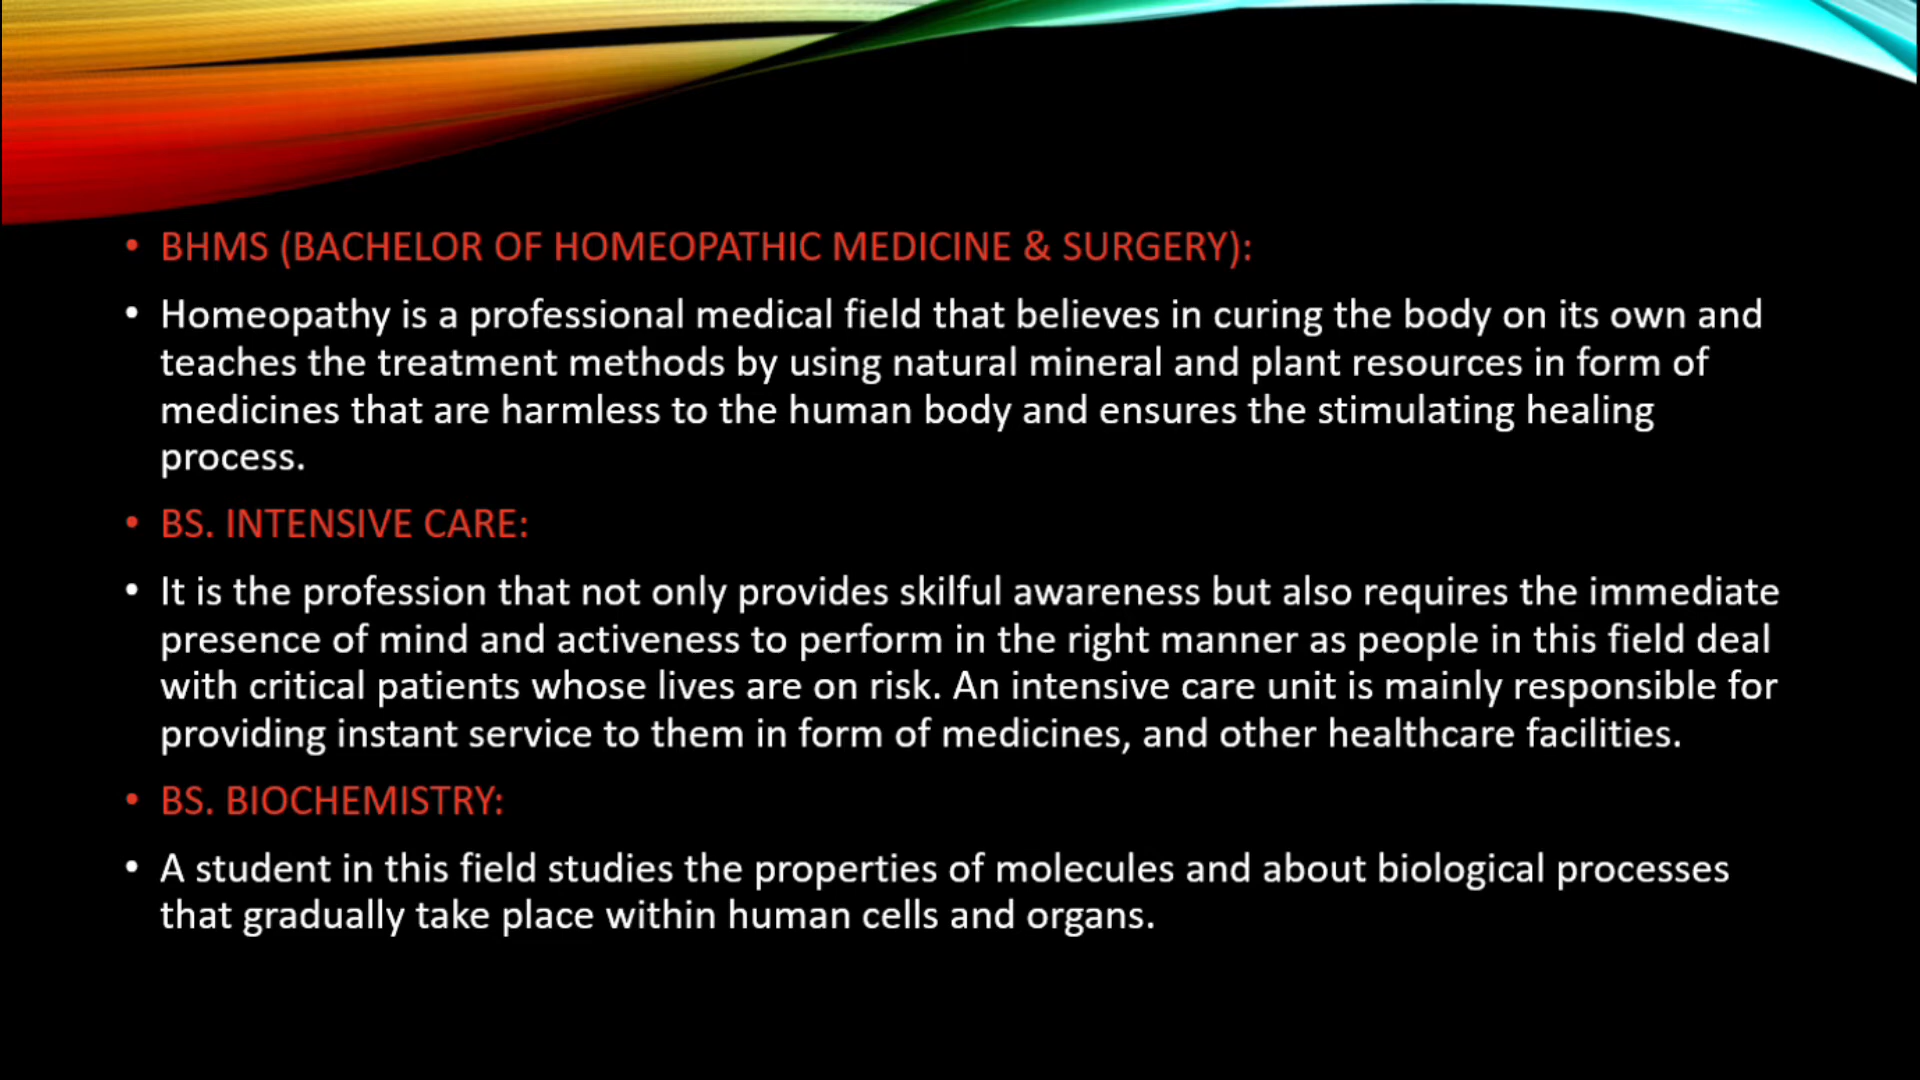 • BHMS (BACHELOR OF HOMEOPATHIC MEDICINE & SURGERY):
• Homeopathy is a professional medical field that believes in curing the body on its own and
teaches the treatment methods by using natural mineral and plant resources in form of
medicines that are harmless to the human body and ensures the stimulating healing
process.
• BS. INTENSIVE CARE:
• It is the profession that not only provides skilful awareness but also requires the immediate
presence of mind and activeness to perform in the right manner as people in this field deal
with critical patients whose lives are on risk. An intensive care unit is mainly responsible for
providing instant service to them in form of medicines, and other healthcare facilities.
• BS. BIOCHEMISTRY:
• A student in this field studies the properties of molecules and about biological processes
that gradually take place within human cells and organs.